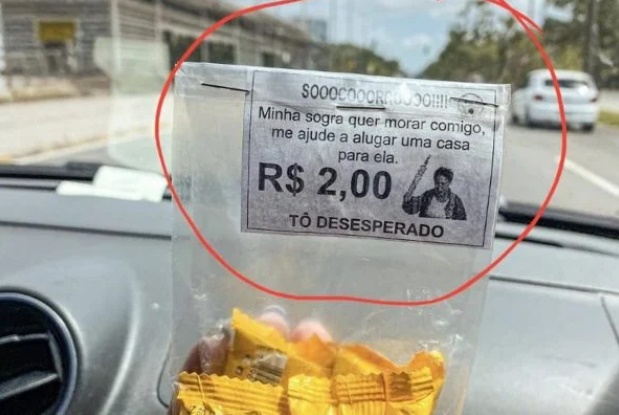 SOOOCOOORROOOO!!!!
Minha sogra quer morar comigo,
me ajude a alugar uma casa
para ela.
R$ 2,00
TÔ DESESPERADO